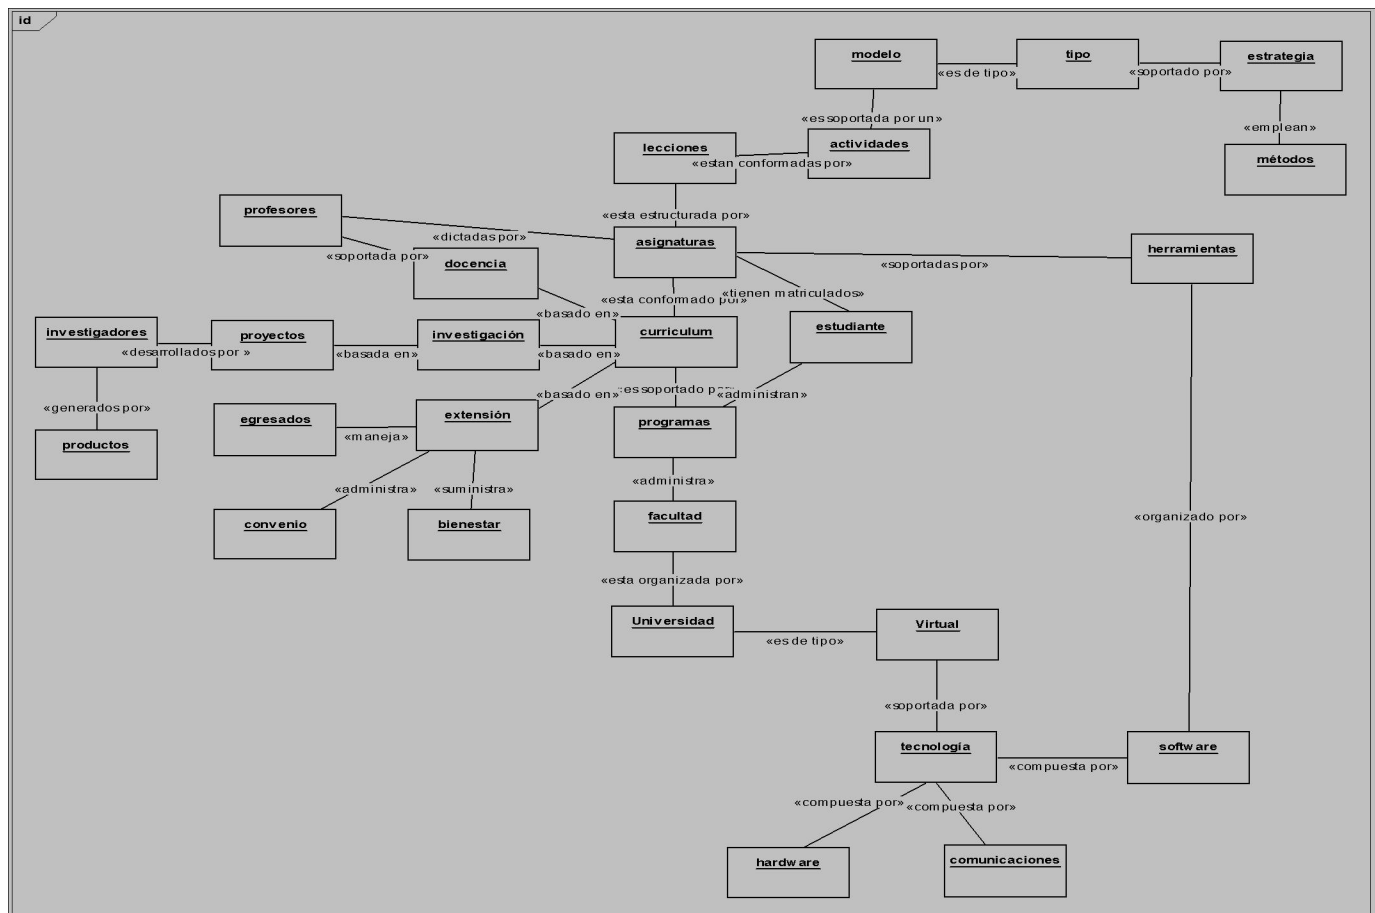 id
modelo
tipo
estrategia
«es de tipo»
«soportado por»
«es soportada por un»
«emplean»
lecciones
actividades
métodos
«estan conformadas por»
profesores
«esta estructurada por»
«dictadas por»
asignaturas
herramientas
«soportada por»
docencia
«soportadas por»
«tienen matriculados»
«esta conformado por»
«basado en»
investigadores
proyectos
investigación
curriculum
estudiante
«desarrollados por »
«basada en»
«basado en»
«es soportado por
«administran»
«basado en»
«generados por»
egresados
extensión
programas
«maneja»
productos
«administra»
«suministra»
«administra»
convenio
bienestar
facultad
«organizado por»
«esta organizada por»
Universidad
Virtual
«es de tipo»
«soportada por»
tecnología
software
«compuesta por»
«compuesta por»
«compuesta por»
hardware
comunicaciones